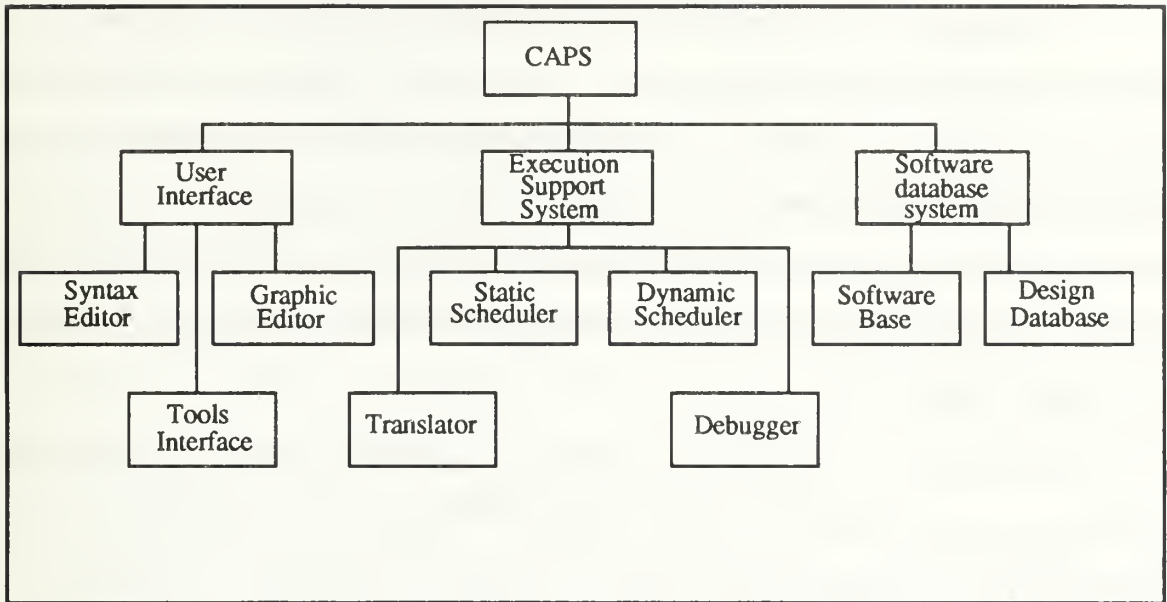 CAPS
User
Interface
Execution
Support
System
Software
database
system
Syntax
Editor
Graphic
Editor
Static
Scheduler
Dynamic
Scheduler
Software
Base
Design
Database
Tools
Interface
Translator
Debugger